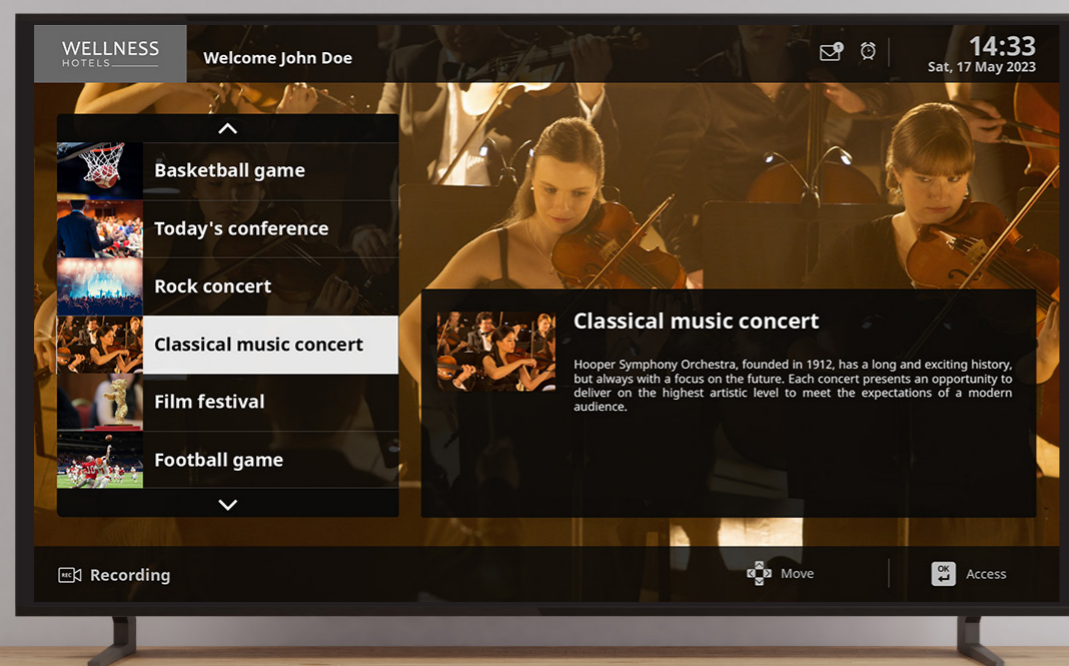 WELLNESS
HOTELS
Welcome John Doe
1
14:33
Sat, 17 May 2023
Basketball game
Today's conference
Rock concert
Classical music concert
Film festival
Football game
Classical music concert
Hooper Symphony Orchestra, founded in 1912, has a long and exciting history,
but always with a focus on the future. Each concert presents an opportunity to
deliver on the highest artistic level to meet the expectations of a modern
audience.
REC
Recording
Move
OK
Access